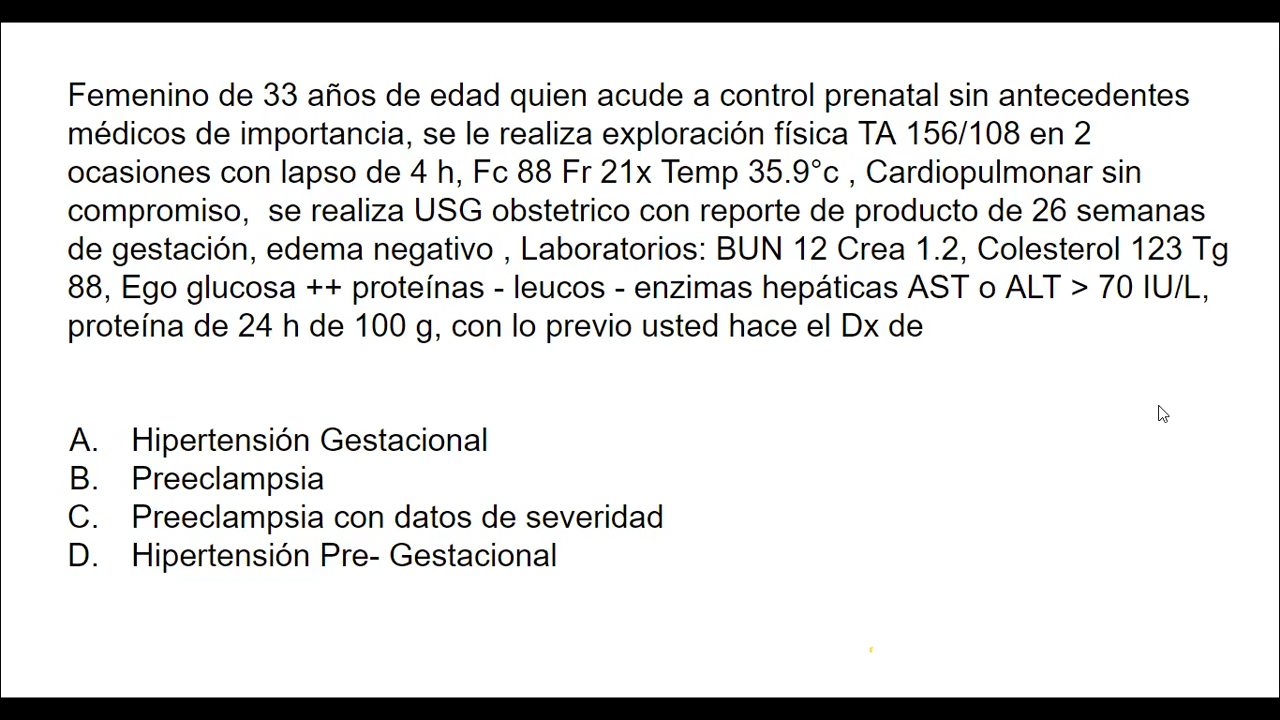 Femenino de 33 años de edad quien acude a control prenatal sin antecedentes
médicos de importancia, se le realiza exploración física TA 156/108 en 2
ocasiones con lapso de 4 h, Fc 88 Fr 21x Temp 35.9°c , Cardiopulmonar sin
compromiso,  se realiza USG obstetrico con reporte de producto de 26 semanas
de gestación, edema negativo , Laboratorios: BUN 12 Crea 1.2, Colesterol 123 Tg
88, Ego glucosa ++ proteínas - leucos - enzimas hepáticas AST o ALT > 70 IU/L,
proteína de 24 h de 100 g, con lo previo usted hace el Dx de
A. Hipertensión Gestacional
B. Preeclampsia
C. Preeclampsia con datos de severidad
D. Hipertensión Pre- Gestacional